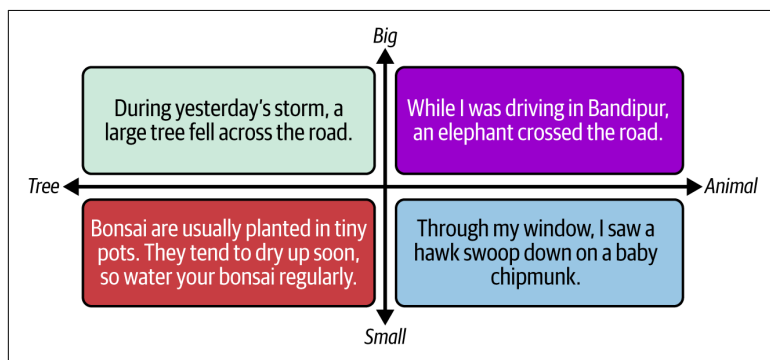 Big
During yesterday's storm, a
large tree fell across the road.
While I was driving in Bandipur,
an elephant crossed the road.
Tree
Animal
Bonsai are usually planted in tiny
pots. They tend to dry up soon,
so water your bonsai regularly.
Through my window, I saw a
hawk swoop down on a baby
chipmunk.
Small